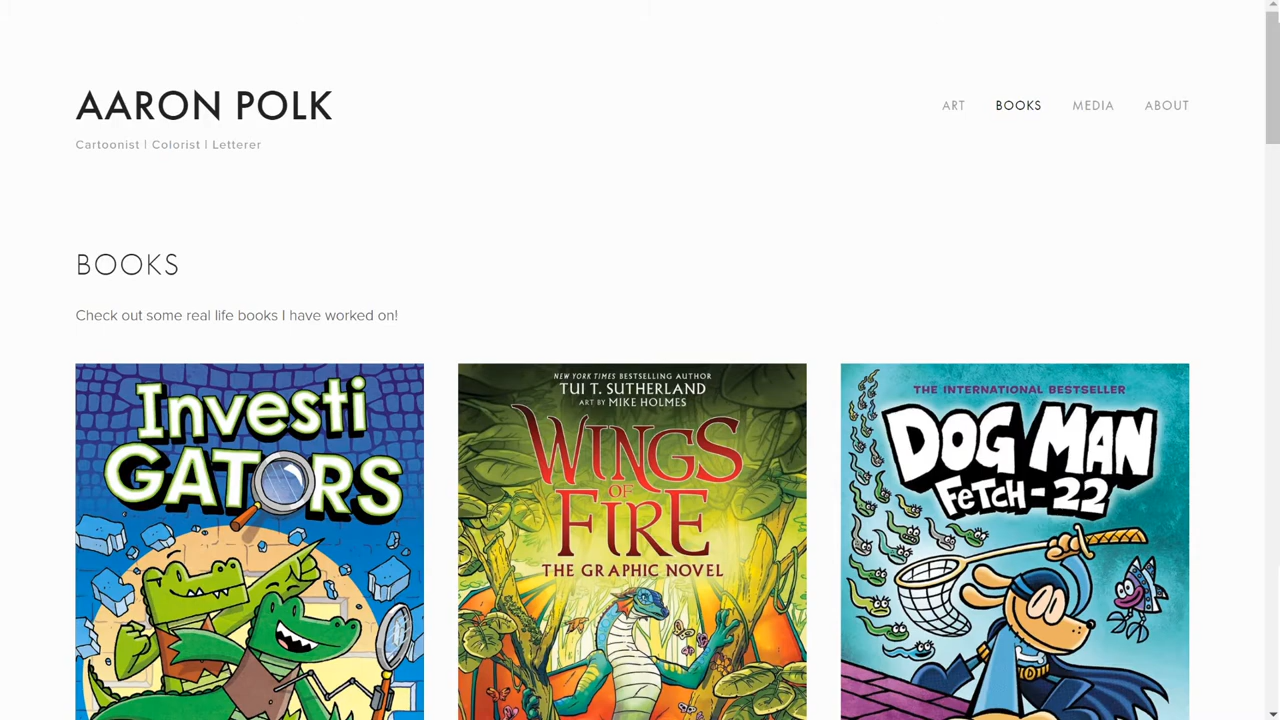 AARON POLK
Cartoonist | Colorist | Letterer
ART BOOKS MEDIA ABOUT
BOOKS
Check out some real life books I have worked on!
Investi
GATORS
NEW YORK TIMES BESTSELLING AUTHOR
TUI T. SUTHERLAND
ART BY MIKE HOLMES
WINGS
OF
FIRE
THE GRAPHIC NOVEL
THE INTERNATIONAL BESTSELLER
DOG MAN
FETCH-22